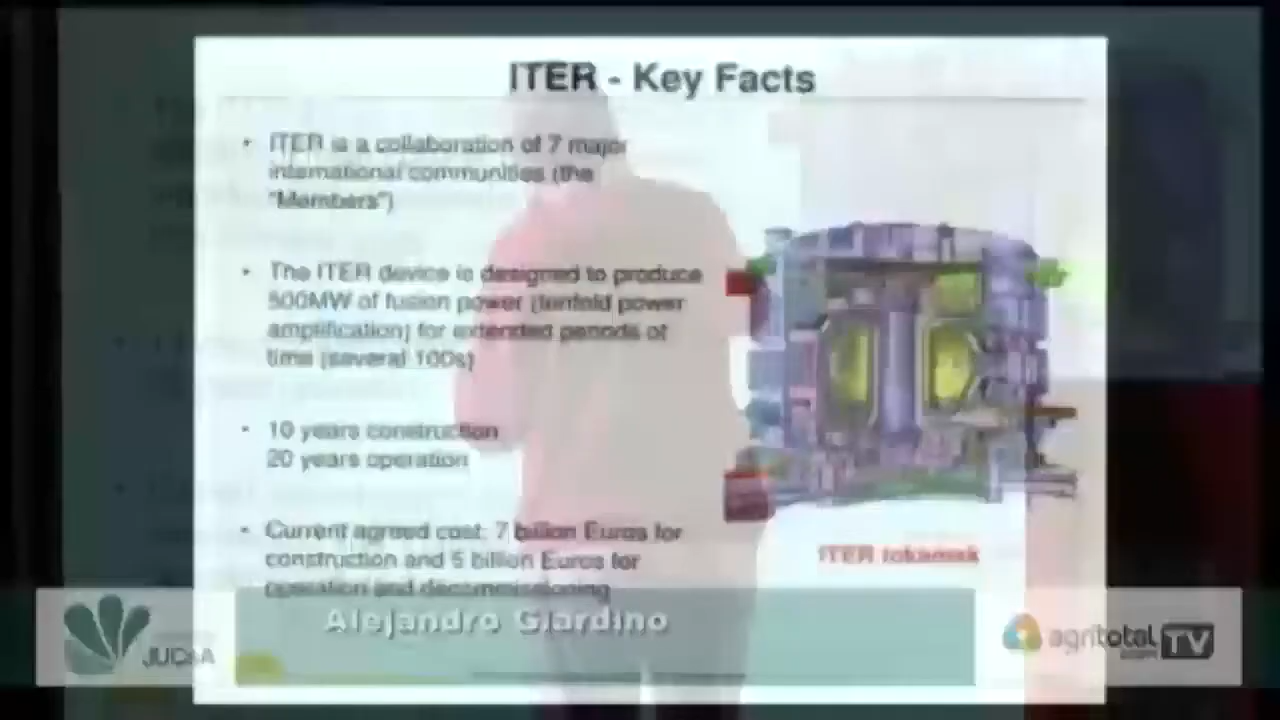 ITER - Key Facts
• ITER is a collaboration of 7 major
international communities (the
"Members")
• The ITER device is designed to produce
500MW of fusion power (tenfold power
amplification) for extended periods of
time (several 100s)
• 10 years construction
20 years operation
• Current agreed cost: 7 billion Euros for
construction and 5 billion Euros for
operation and decommissioning
ITER tokamak
Alejandro Giardino
agritotal
.com
TV